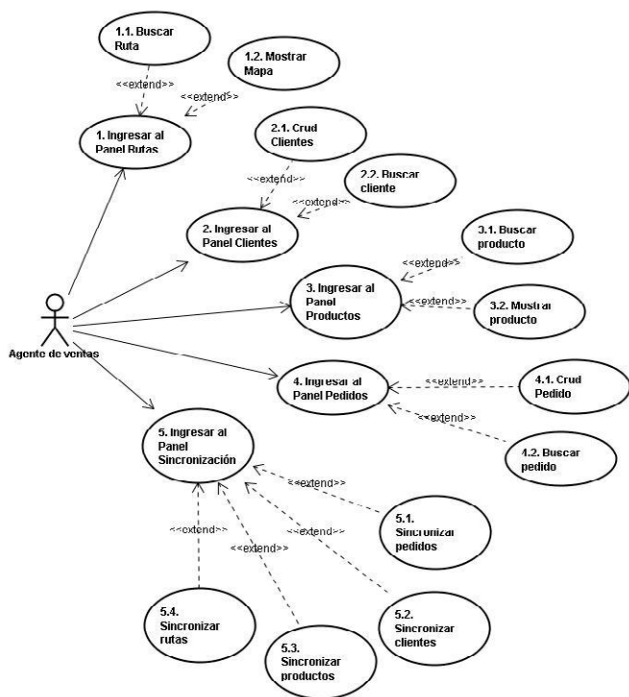 1.1. Buscar
Ruta
1.2. Mostrar
Mapa
<<extend>>
<<extend>>
1. Ingresar al
Panel Rutas
2.1. Crud
Clientes
<<extend>>
2.2. Buscar
cliente
<<extend>>
2. Ingresar al
Panel Clientes
3.1. Buscar
producto
<<extend>>
3. Ingresar al
Panel
Productos
<<extend>>
3.2. Mostrar
producto
Agente de ventas
4. Ingresar al
Panel Pedidos
<<extend>>
4.1. Crud
Pedido
<<extend>>
4.2. Buscar
pedido
5. Ingresar al
Panel
Sincronización
<<extend>>
5.1.
Sincronizar
pedidos
<<extend>>
<<extend>>
<<extend>>
5.4.
Sincronizar
rutas
5.3.
Sincronizar
productos
5.2.
Sincronizar
clientes